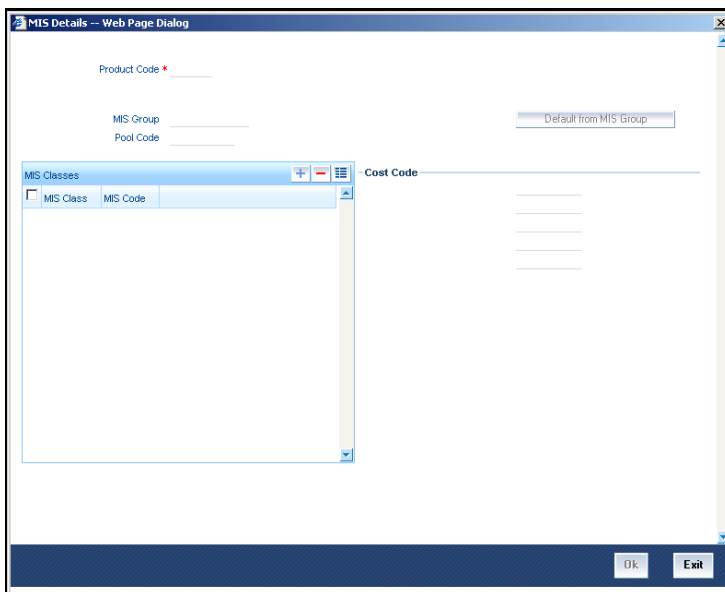 MIS Details -- Web Page Dialog
Product Code *
MIS Group
Default from MIS Group
Pool Code
MIS Classes
Cost Code
MIS Class MIS Code
Ok Exit